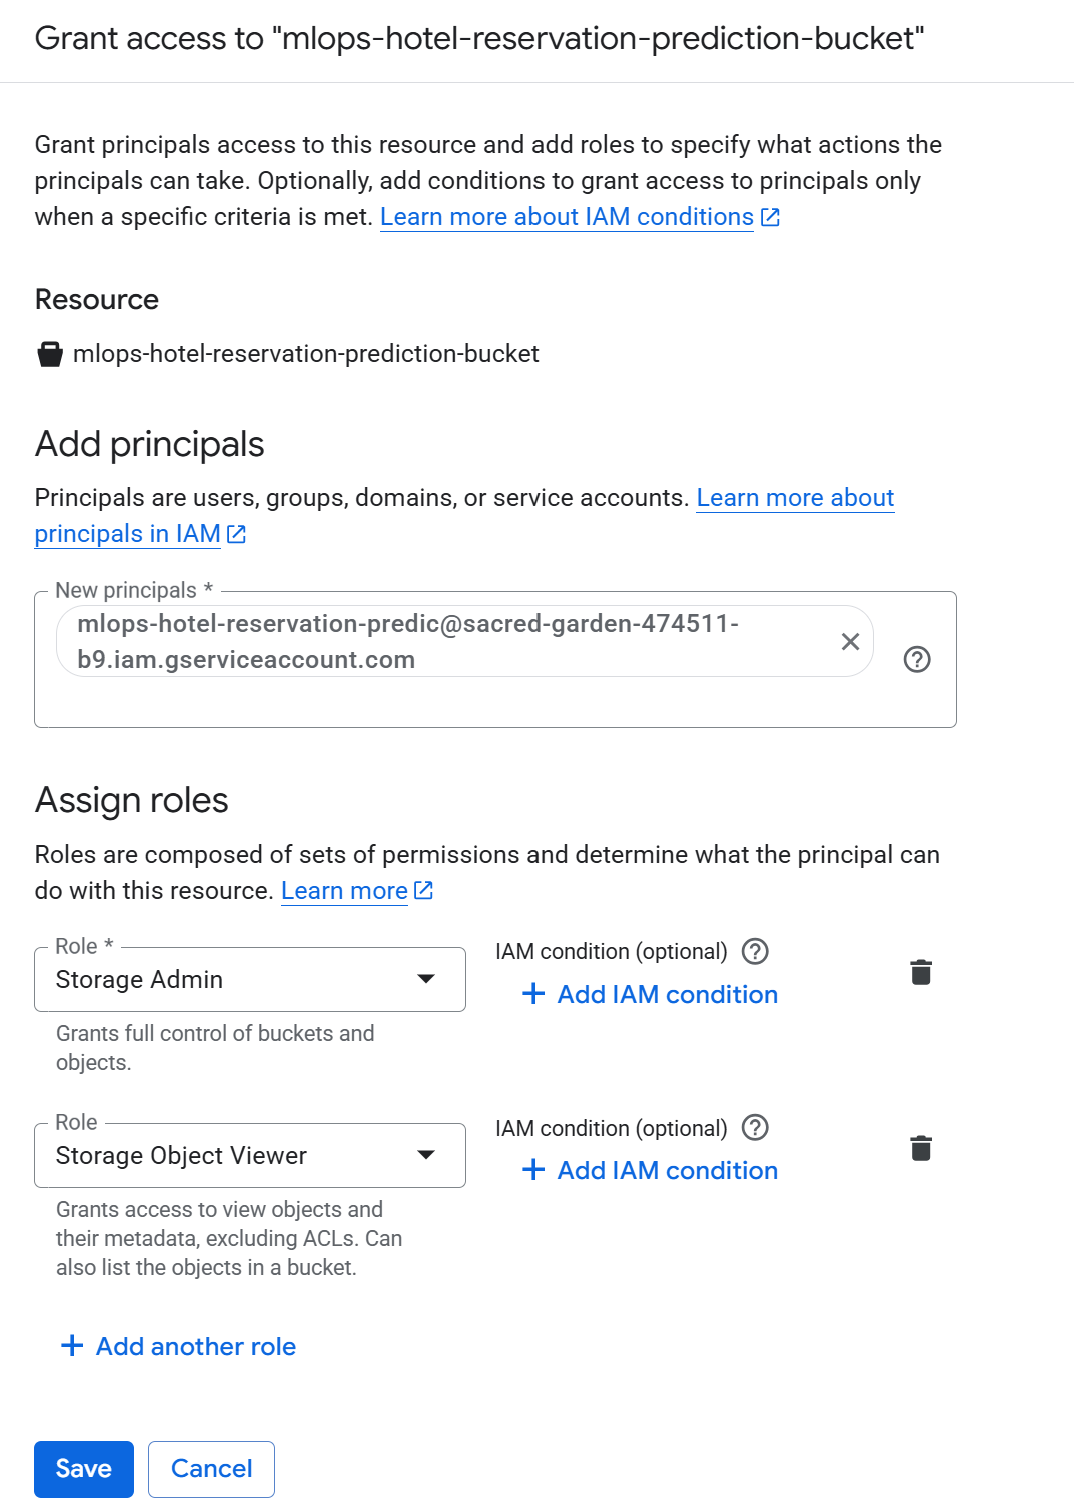 Grant access to "mlops-hotel-reservation-prediction-bucket"
Grant principals access to this resource and add roles to specify what actions the
principals can take. Optionally, add conditions to grant access to principals only
when a specific criteria is met. Learn more about IAM conditions
Resource
mlops-hotel-reservation-prediction-bucket
Add principals
Principals are users, groups, domains, or service accounts. Learn more about
principals in IAM
New principals *
mlops-hotel-reservation-predic@sacred-garden-474511-
b9.iam.gserviceaccount.com
Assign roles
Roles are composed of sets of permissions and determine what the principal can
do with this resource. Learn more
Role *
Storage Admin
Grants full control of buckets and
objects.
IAM condition (optional)
+ Add IAM condition
Role
Storage Object Viewer
Grants access to view objects and
their metadata, excluding ACLs. Can
also list the objects in a bucket.
IAM condition (optional)
+ Add IAM condition
+ Add another role
Save
Cancel